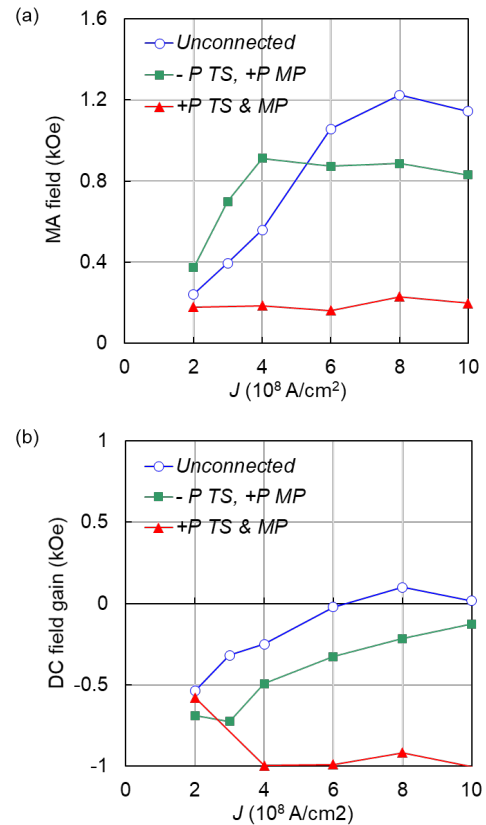 (a)
1.6
Unconnected
- P TS, +P MP
1.2
+P TS & MP
MA field (kOe)
0.8
0.4
0
0 2 4 6 8 10
J (10⁸ A/cm²)
(b)
1
Unconnected
- P TS, +P MP
0.5
+P TS & MP
DC field gain (kOe)
0
-0.5
-1
0 2 4 6 8 10
J (10⁸ A/cm2)